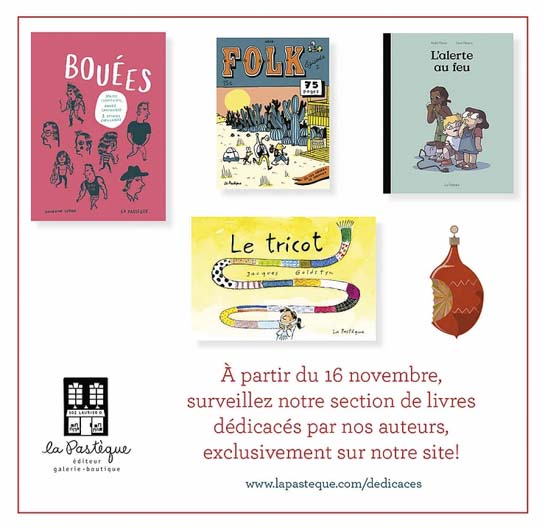 BOUÉES
LA PASTÈQUE
FOLK
75
PAGES
La Pastèque
L'alerte
au feu
La Pastèque
Le tricot
Jacques Goldstyn
La Pastèque
502 LAURIER O.
la Pastèque
éditeur
galerie-boutique
À partir du 16 novembre,
surveillez notre section de livres
dédicacés par nos auteurs,
exclusivement sur notre site!
www.lapasteque.com/dedicaces